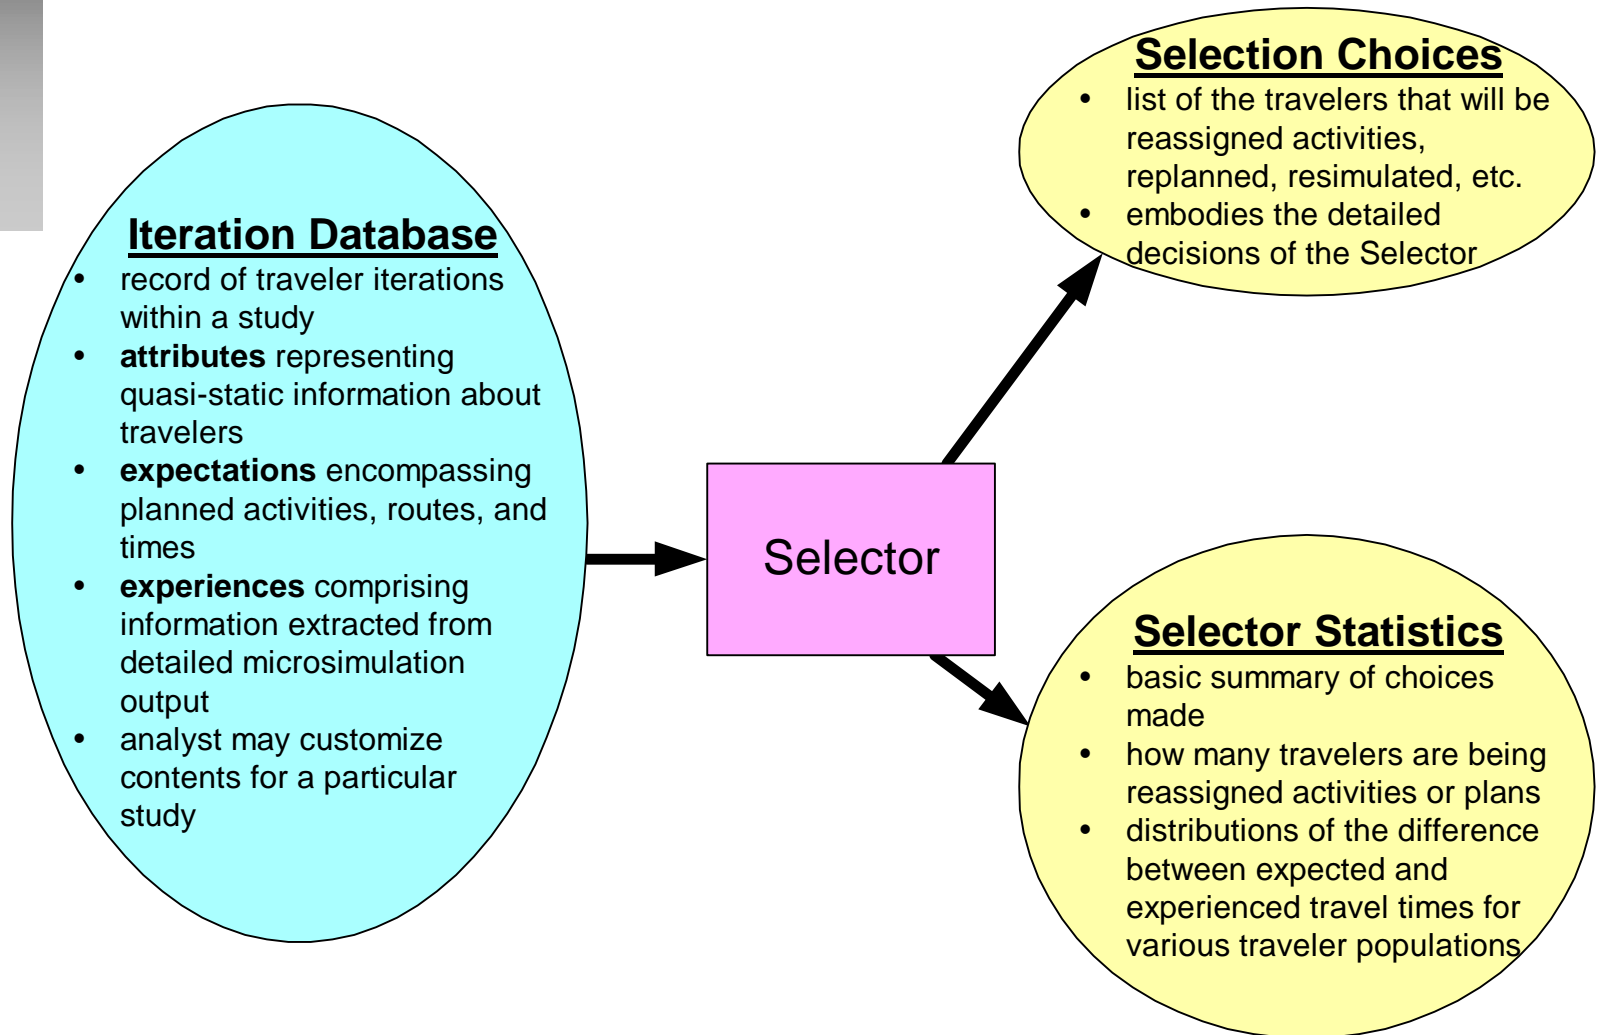 Iteration Database
• record of traveler iterations
within a study
• attributes representing
quasi-static information about
travelers
• expectations encompassing
planned activities, routes, and
times
• experiences comprising
information extracted from
detailed microsimulation
output
• analyst may customize
contents for a particular
study
Selector
Selection Choices
• list of the travelers that will be
reassigned activities,
replanned, resimulated, etc.
• embodies the detailed
decisions of the Selector
Selector Statistics
• basic summary of choices
made
• how many travelers are being
reassigned activities or plans
• distributions of the difference
between expected and
experienced travel times for
various traveler populations